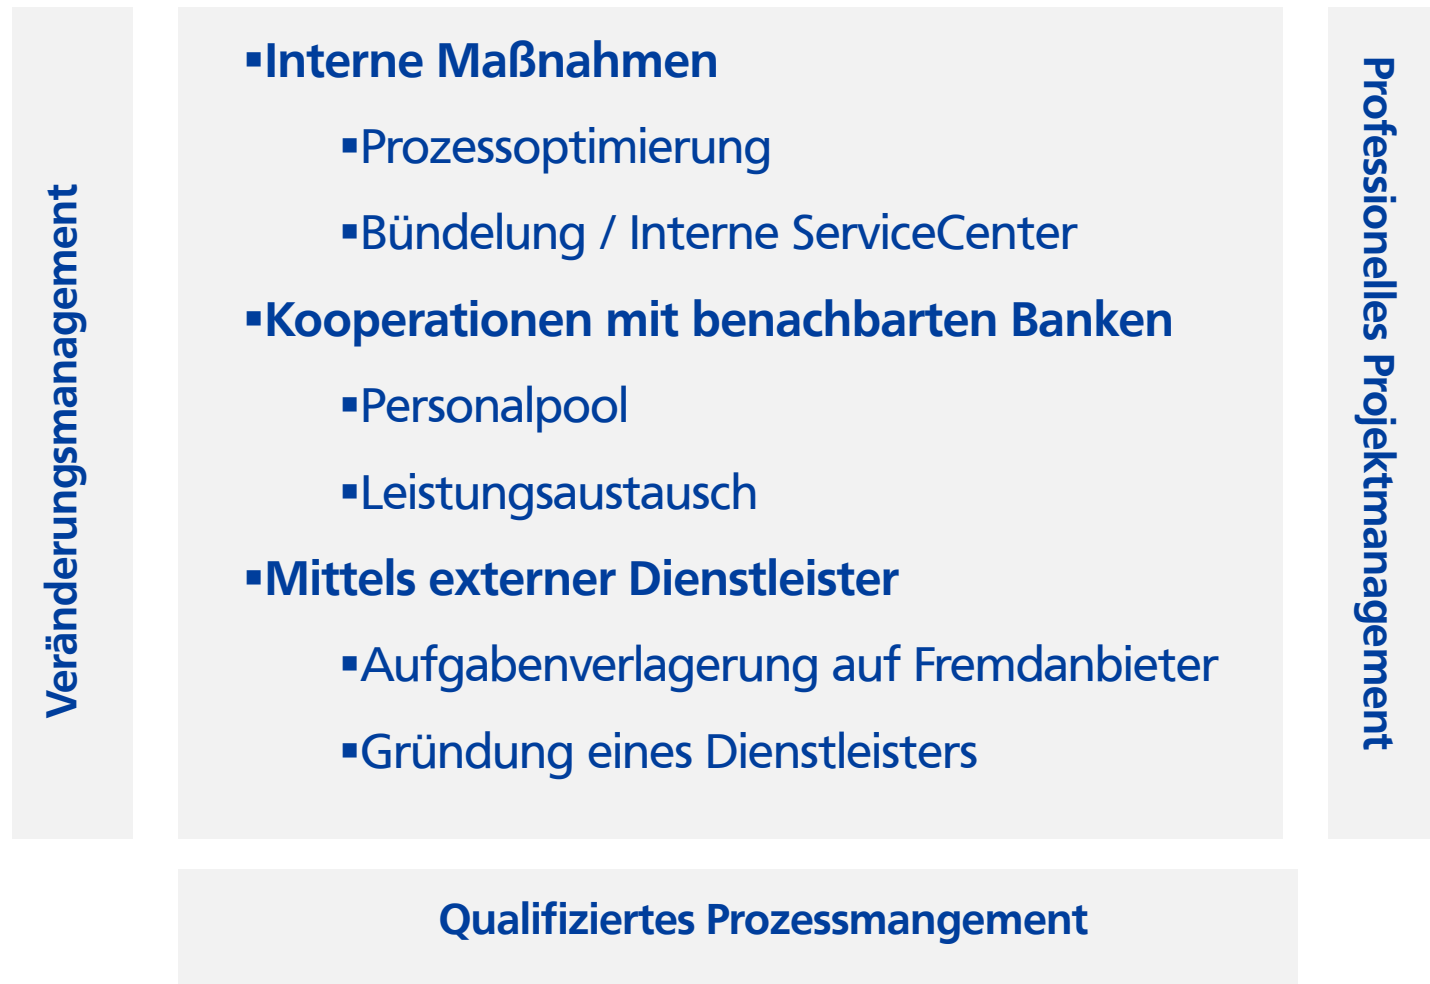 Veränderungsmanagement
▪Interne Maßnahmen
▪Prozessoptimierung
▪Bündelung / Interne ServiceCenter
▪Kooperationen mit benachbarten Banken
▪Personalpool
▪Leistungsaustausch
▪Mittels externer Dienstleister
▪Aufgabenverlagerung auf Fremdanbieter
▪Gründung eines Dienstleisters
Professionelles Projektmanagement
Qualifiziertes Prozessmangement